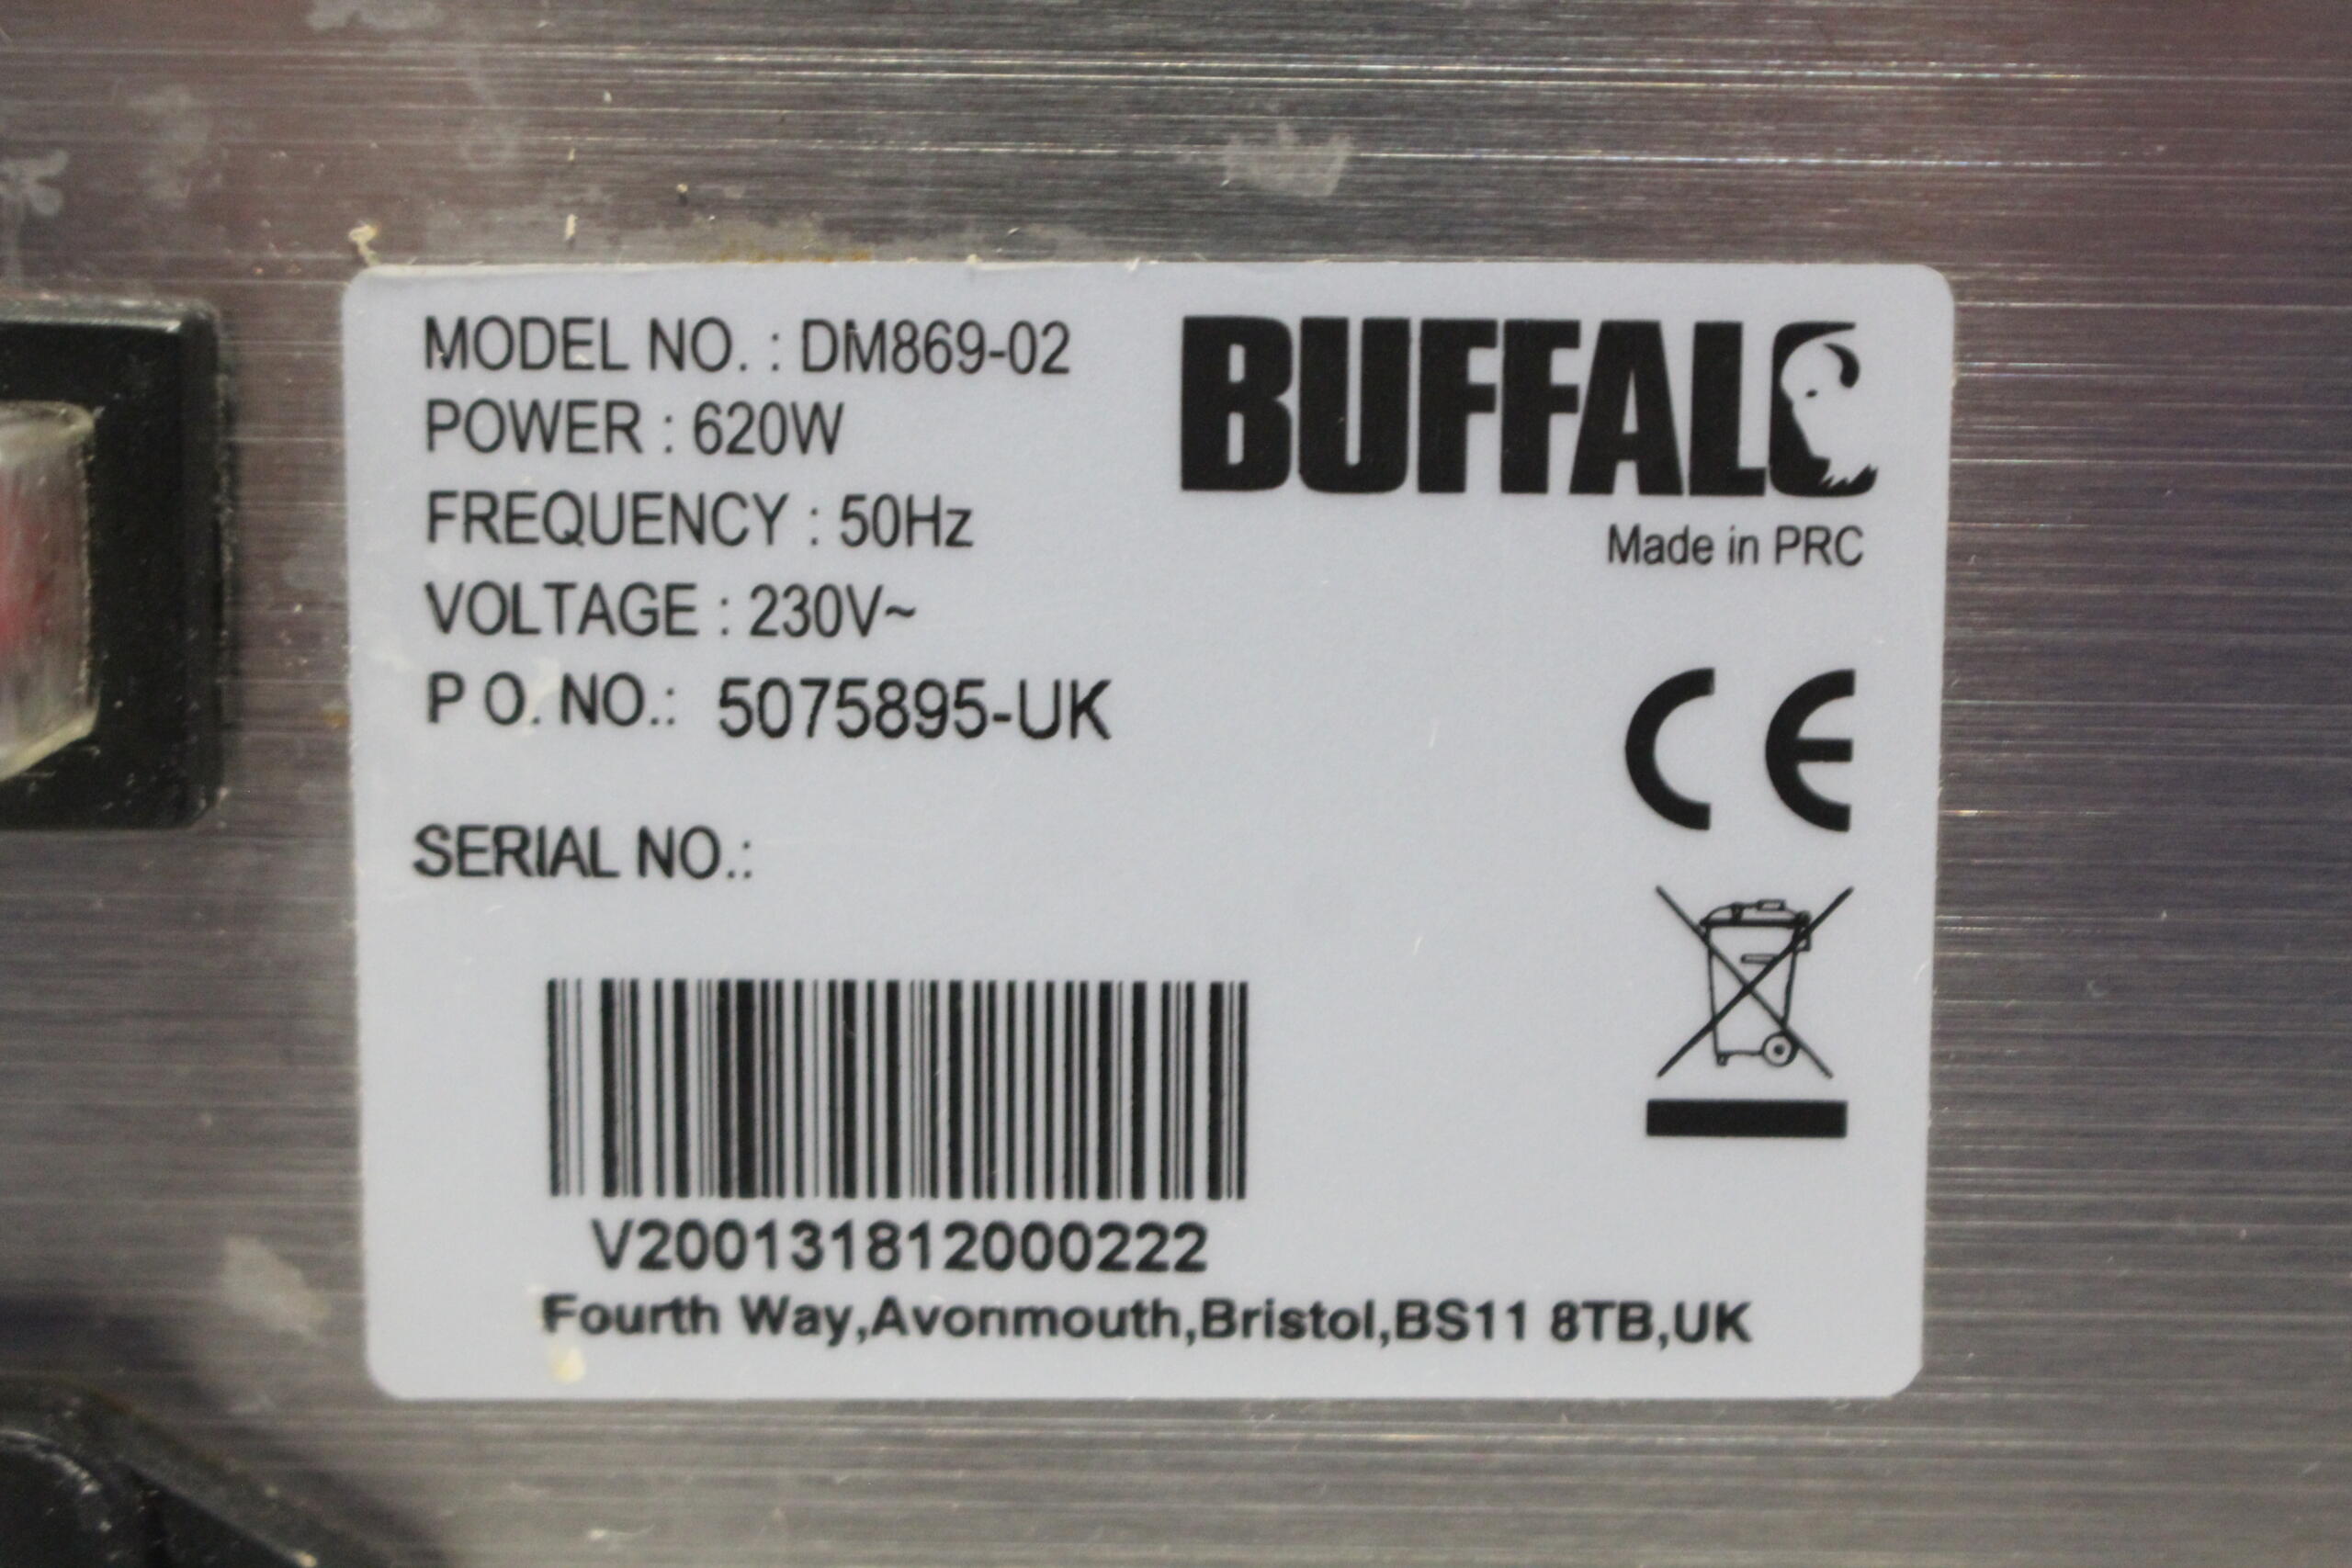 MODEL NO. : DM869-02
BUFFALO
POWER : 620W
FREQUENCY : 50Hz
Made in PRC
VOLTAGE : 230V~
P O. NO.: 5075895-UK
CE
SERIAL NO.:
V200131812000222
Fourth Way,Avonmouth,Bristol,BS11 8TB,UK